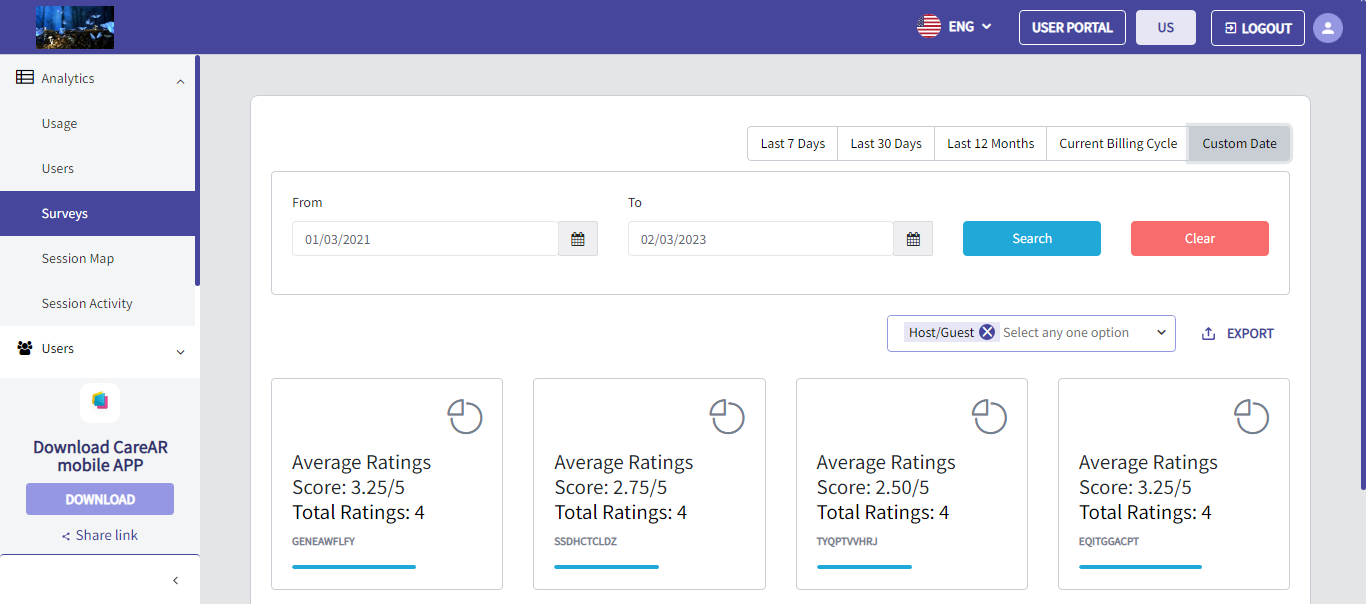 ENG
USER PORTAL
US
LOGOUT
Analytics
Usage
Users
Surveys
Session Map
Session Activity
Users
Download CareAR
mobile APP
DOWNLOAD
Share link
Last 7 Days
Last 30 Days
Last 12 Months
Current Billing Cycle
Custom Date
From
To
01/03/2021
02/03/2023
Search
Clear
Host/Guest
Select any one option
EXPORT
Average Ratings
Score: 3.25/5
Total Ratings: 4
GENEAWFLFY
Average Ratings
Score: 2.75/5
Total Ratings: 4
SSDHCTCLDZ
Average Ratings
Score: 2.50/5
Total Ratings: 4
TYQPTVVHRJ
Average Ratings
Score: 3.25/5
Total Ratings: 4
EQITGGACPT